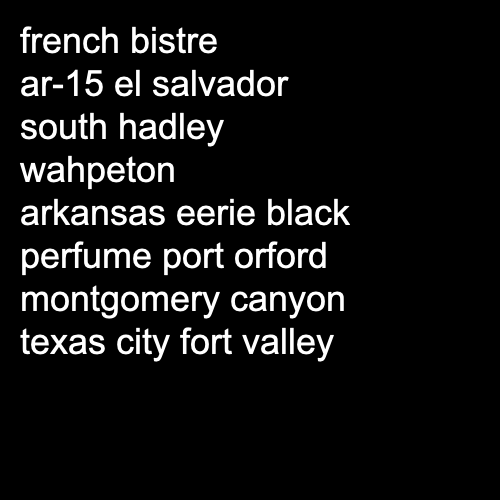 french bistre
ar-15 el salvador
south hadley
wahpeton
arkansas eerie black
perfume port orford
montgomery canyon
texas city fort valley